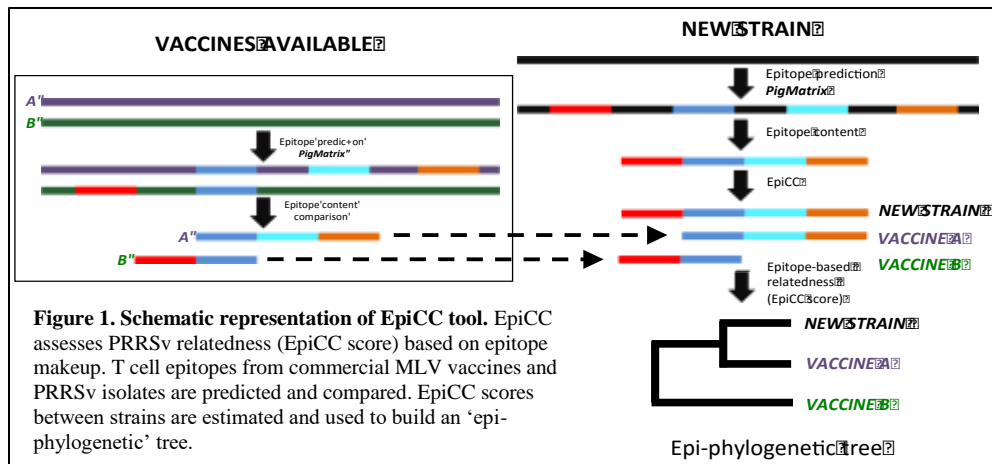 VACCINES AVAILABLE
A"
B"
Epitope'predic+on'
PigMatrix"
Epitope'content'
comparison'
A"
B"
Figure 1. Schematic representation of EpiCC tool. EpiCC
assesses PRRSv relatedness (EpiCC score) based on epitope
makeup. T cell epitopes from commercial MLV vaccines and
PRRSv isolates are predicted and compared. EpiCC scores
between strains are estimated and used to build an ‘epi-
phylogenetic’ tree.
NEW STRAIN
Epitope prediction
PigMatrix
Epitope content
EpiCC
NEW STRAIN
VACCINE A
VACCINE B
Epitope-based
relatedness
(EpiCC score)
NEW STRAIN
VACCINE A
VACCINE B
Epi-phylogenetic tree